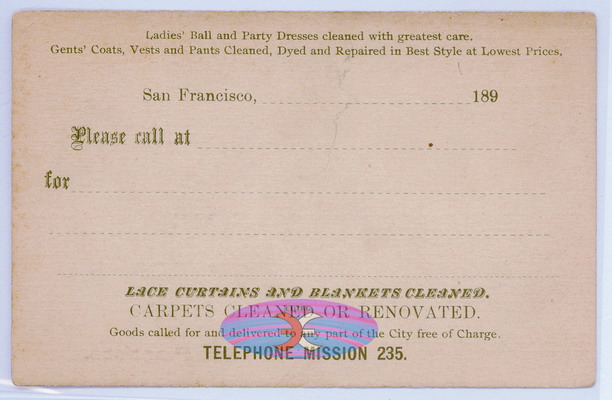 Ladies' Ball and Party Dresses cleaned with greatest care.
Gents' Coats, Vests and Pants Cleaned, Dyed and Repaired in Best Style at Lowest Prices.
San Francisco, 189
Please call at
for
LACE CURTAINS AND BLANKETS CLEANED.
CARPETS CLEANED OR RENOVATED.
Goods called for and delivered to any part of the City free of Charge.
TELEPHONE MISSION 235.